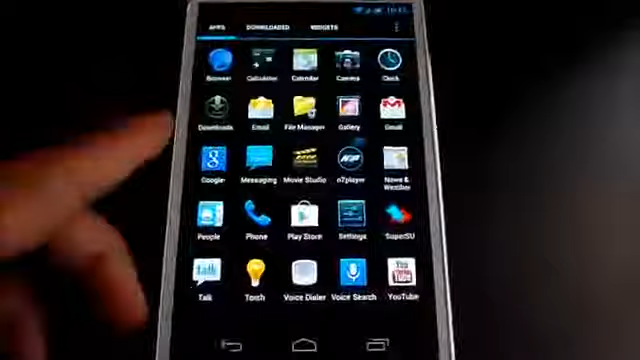 APPS DOWNLOADED WIDGETS
Browser Calculator Calendar Camera Clock
Downloads Email File Manager Gallery Gmail
Google Messaging Movie Studio n7player News & Weather
People Phone Play Store Settings SuperSU
Talk Torch Voice Dialer Voice Search YouTube